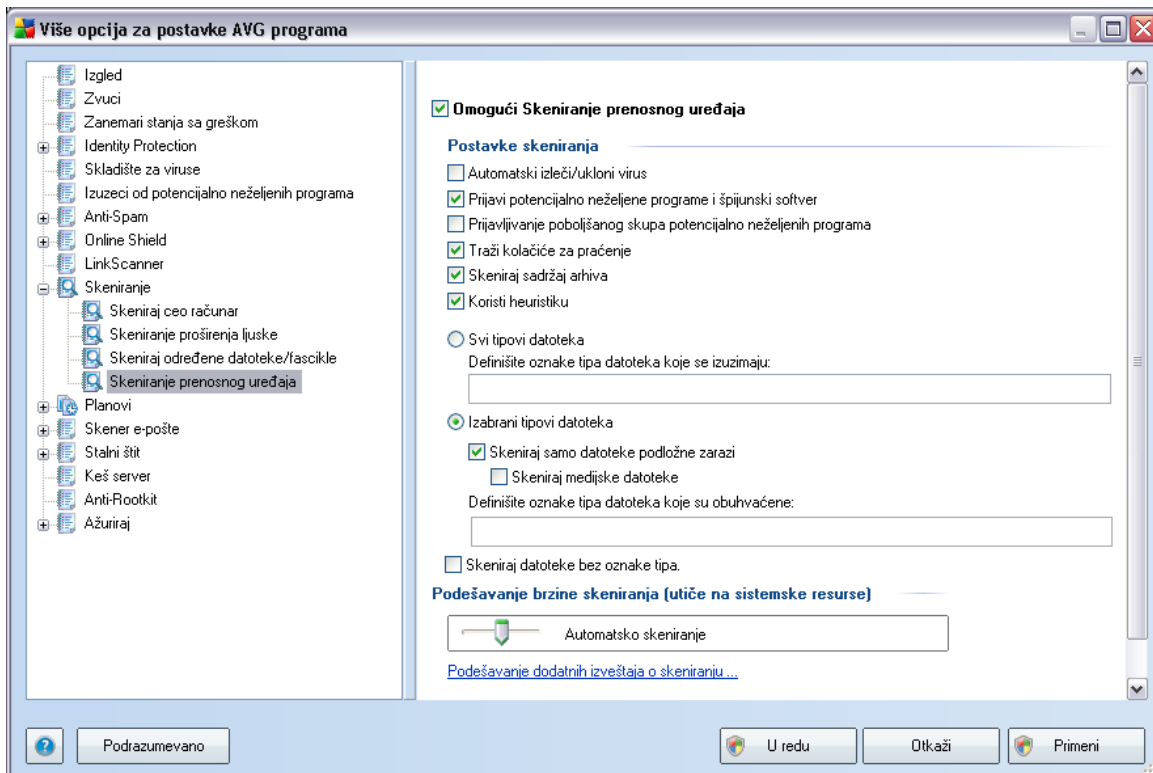 Više opcija za postavke AVG programa
Izgled
Zvuci
Zanemari stanja sa greškom
Identity Protection
Skladište za viruse
Izuzeci od potencijalno neželjenih programa
Anti-Spam
Online Shield
LinkScanner
Skeniranje
Skeniraj ceo računar
Skeniranje proširenja ljuske
Skeniraj određene datoteke/fascikle
Skeniranje prenosnog uređaja
Planovi
Skener e-pošte
Stalni štit
Keš server
Anti-Rootkit
Ažuriraj
Omogući Skeniranje prenosnog uređaja
Postavke skeniranja
Automatski izleči/ukloni virus
Prijavi potencijalno neželjene programe i špijunski softver
Prijavljivanje poboljšanog skupa potencijalno neželjenih programa
Traži kolačiće za praćenje
Skeniraj sadržaj arhiva
Koristi heuristiku
Svi tipovi datoteka
Definišite oznake tipa datoteka koje se izuzimaju:
Izabrani tipovi datoteka
Skeniraj samo datoteke podložne zarazi
Skeniraj medijske datoteke
Definišite oznake tipa datoteka koje su obuhvaćene:
Skeniraj datoteke bez oznake tipa.
Podešavanje brzine skeniranja (utiče na sistemske resurse)
Automatsko skeniranje
Podešavanje dodatnih izveštaja o skeniranju ...
Podrazumevano
U redu
Otkaži
Primeni